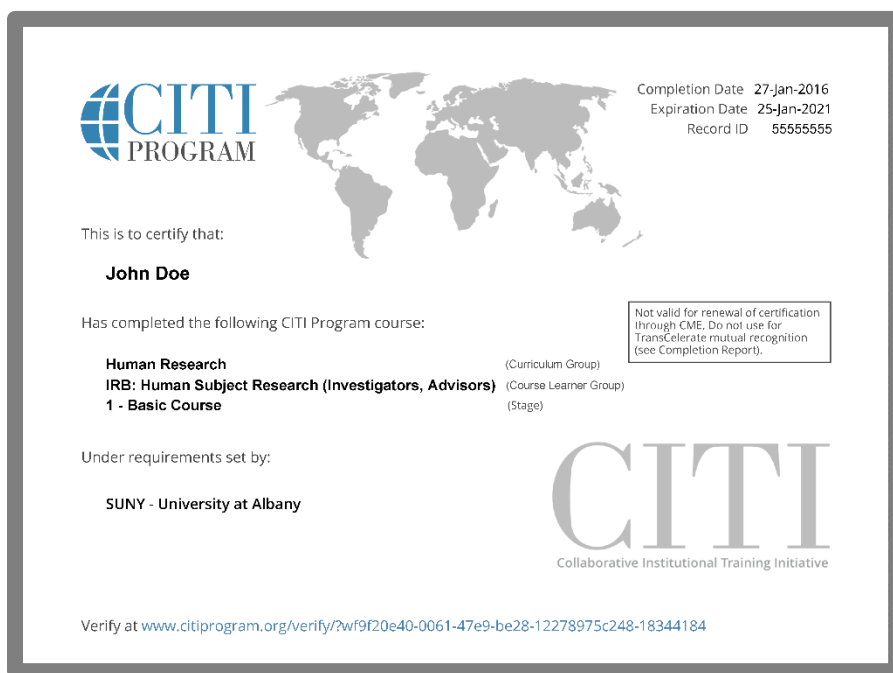 CITI
PROGRAM
Completion Date 27-Jan-2016
Expiration Date 25-Jan-2021
Record ID 55555555
This is to certify that:
John Doe
Has completed the following CITI Program course:
Not valid for renewal of certification
through CME. Do not use for
TransCelerate mutual recognition
(see Completion Report).
Human Research (Curriculum Group)
IRB: Human Subject Research (Investigators, Advisors) (Course Learner Group)
1 - Basic Course (Stage)
Under requirements set by:
SUNY - University at Albany
CITI
Collaborative Institutional Training Initiative
Verify at www.citiprogram.org/verify/?wf9f20e40-0061-47e9-be28-12278975c248-18344184